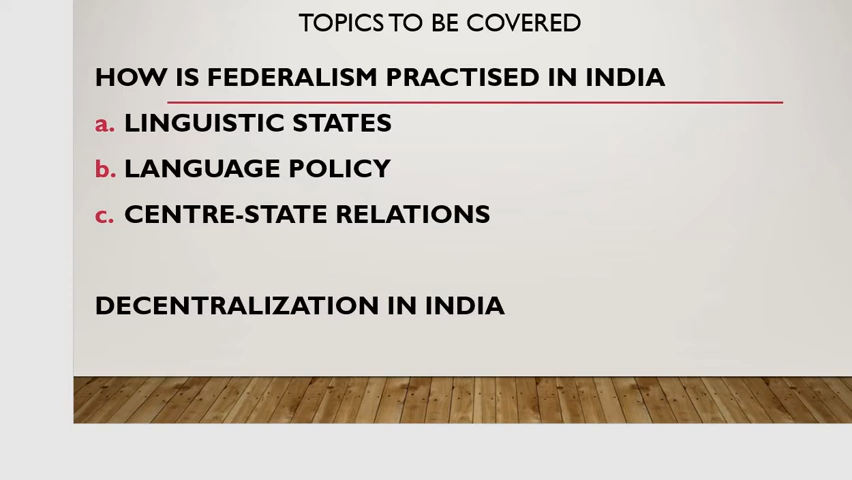 TOPICS TO BE COVERED
HOW IS FEDERALISM PRACTISED IN INDIA
a. LINGUISTIC STATES
b. LANGUAGE POLICY
c. CENTRE-STATE RELATIONS
DECENTRALIZATION IN INDIA